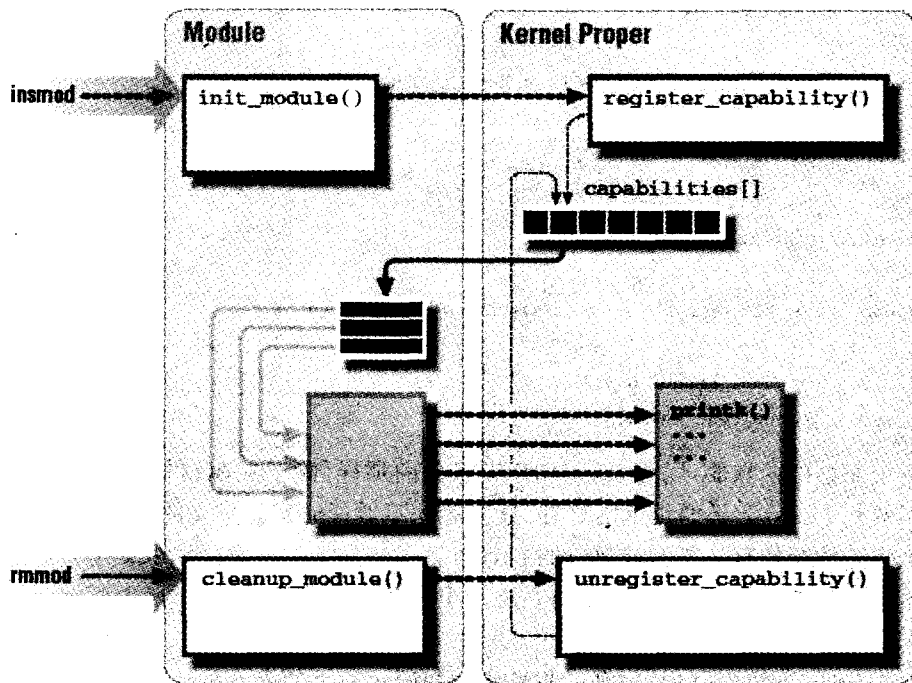 Module
Kernel Proper
insmod
init_module()
register_capability()
capabilities[]
printk()
...
...
rmmod
cleanup_module()
unregister_capability()